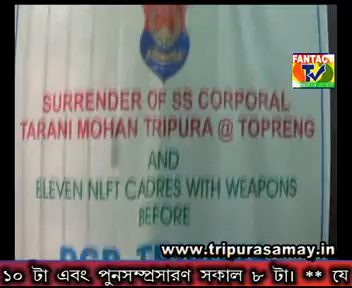 FANTAC
TV
SURRENDER OF SS CORPORAL
TARANI MOHAN TRIPURA @ TOPRENG
AND
ELEVEN NLFT CADRES WITH WEAPONS
BEFORE
www.tripurasamay.in
১০ টা এবং পুনসম্প্রসারণ সকাল ৮ টা। ** যে